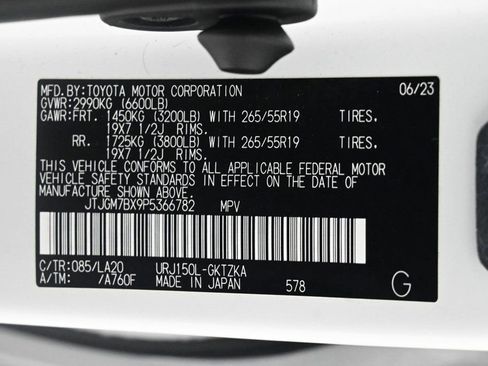 MFD.BY:TOYOTA MOTOR CORPORATION 06/23
GVWR:2990KG (6600LB)
GAWR:FRT. 1450KG (3200LB) WITH 265/55R19 TIRES.
19X7 1/2J RIMS.
RR. 1725KG (3800LB) WITH 265/55R19 TIRES.
19X7 1/2J RIMS.
THIS VEHICLE CONFORMS TO ALL APPLICABLE FEDERAL MOTOR
VEHICLE SAFETY STANDARDS IN EFFECT ON THE DATE OF
MANUFACTURE SHOWN ABOVE.
JTJGM7BX9P5366782 MPV
C/TR:085/LA20 URJ150L-GKTZKA
A/TM: /A760F MADE IN JAPAN 578 G